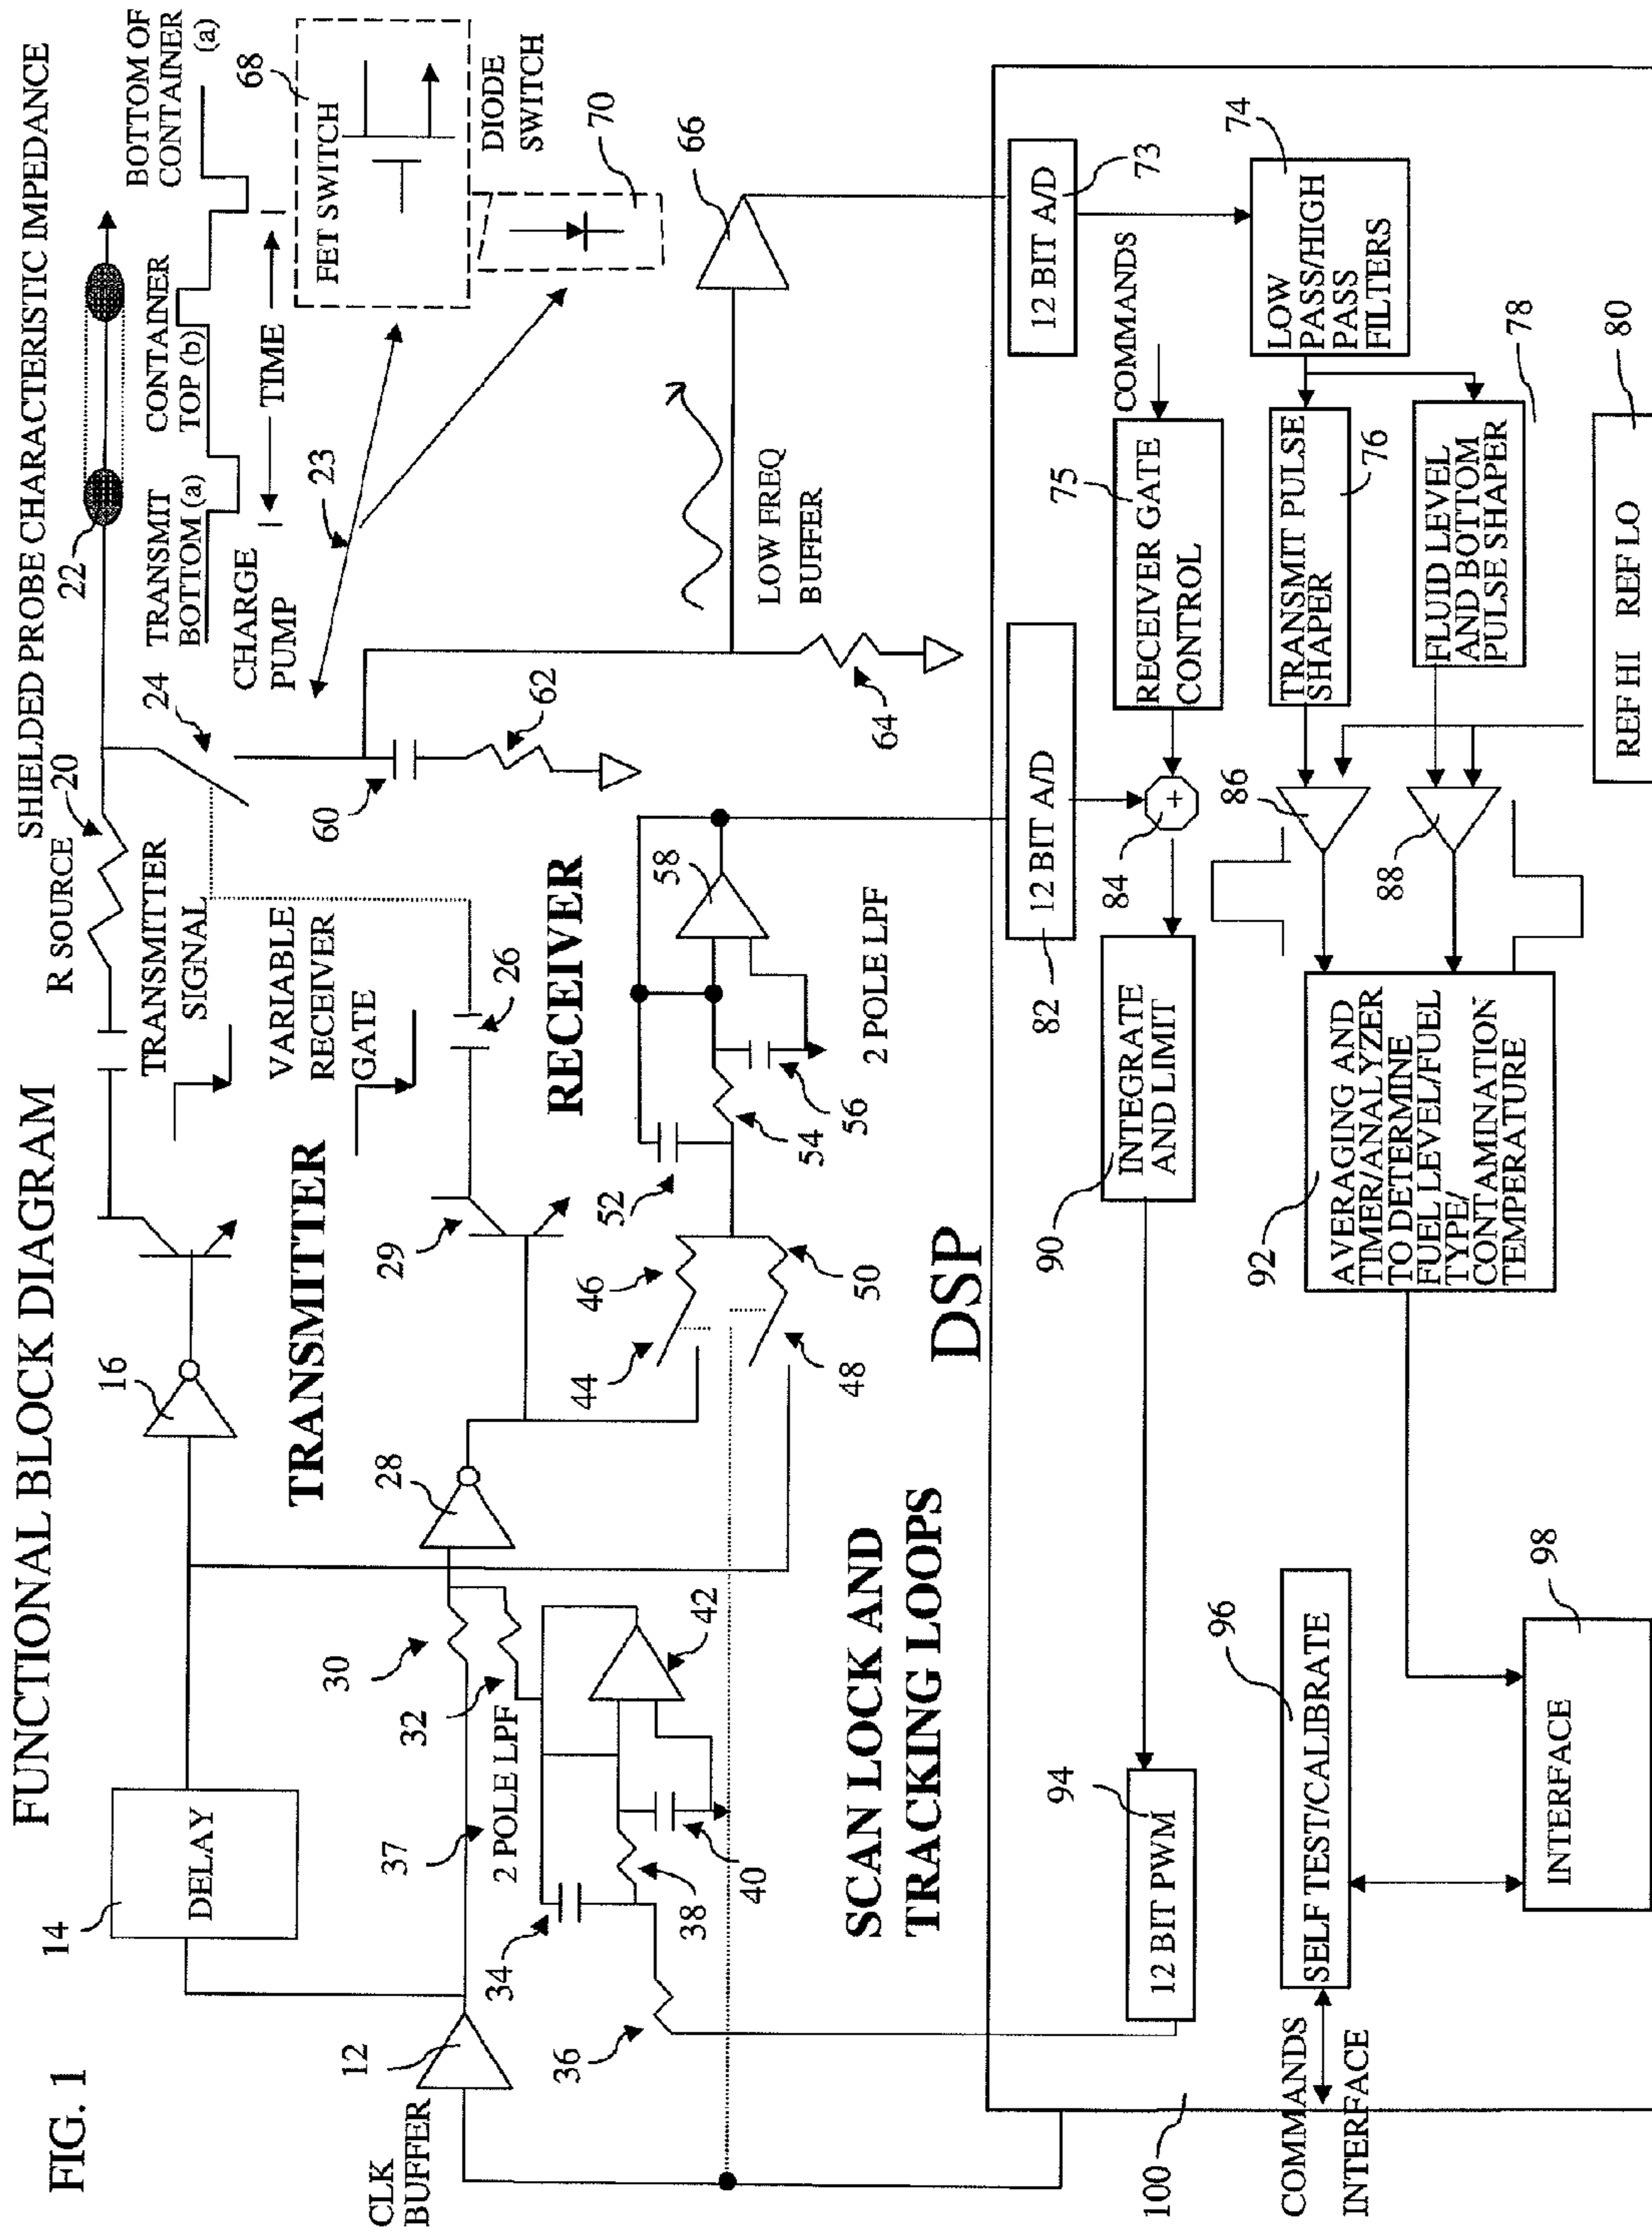 FIG. 1
FUNCTIONAL BLOCK DIAGRAM
SHIELDED PROBE CHARACTERISTIC IMPEDANCE
14
DELAY
16
R SOURCE
20
22
24
TRANSMITTER
SIGNAL
TRANSMIT
BOTTOM (a)
CONTAINER
TOP (b)
BOTTOM OF
CONTAINER
(a)
TIME
CHARGE
PUMP
23
68
FET SWITCH
DIODE
SWITCH
70
TRANSMITTER
VARIABLE
RECEIVER
GATE
CLK
BUFFER
12
37
30
32
2 POLE LPF
28
29
26
RECEIVER
60
62
64
LOW FREQ
BUFFER
66
34
36
38
40
42
44
46
48
50
52
54
56
58
2 POLE LPF
SCAN LOCK AND
TRACKING LOOPS
DSP
100
94
12 BIT PWM
90
INTEGRATE
AND LIMIT
82
12 BIT A/D
84
+
75
RECEIVER GATE
CONTROL
COMMANDS
12 BIT A/D
73
74
LOW
PASS/HIGH
PASS
FILTERS
TRANSMIT PULSE
SHAPER
76
FLUID LEVEL
AND BOTTOM
PULSE SHAPER
78
80
REF HI REF LO
86
88
92
AVERAGING AND
TIMER/ANALYZER
TO DETERMINE
FUEL LEVEL/FUEL
TYPE/
CONTAMINATION
TEMPERATURE
96
SELF TEST/CALIBRATE
COMMANDS
INTERFACE
98
INTERFACE